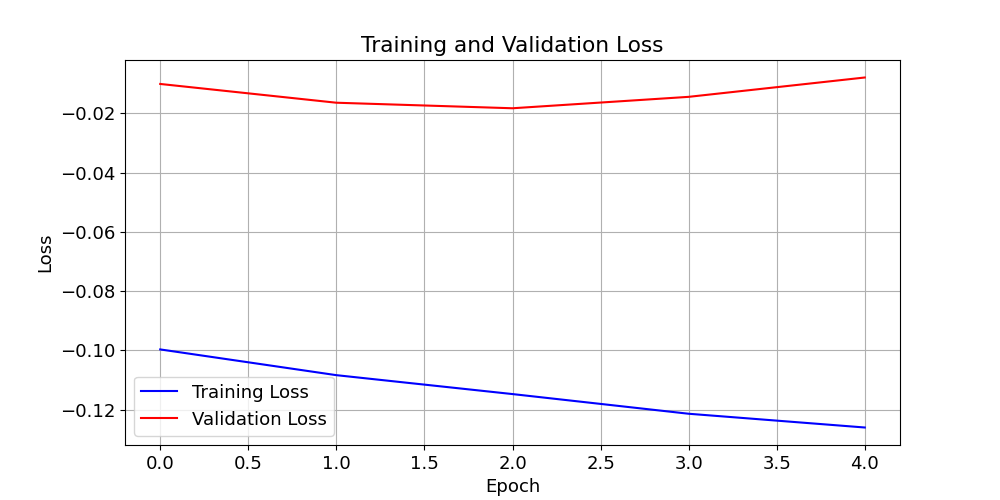 Training and Validation Loss
Loss
−0.02
−0.04
−0.06
−0.08
−0.10
−0.12
Training Loss
Validation Loss
0.0 0.5 1.0 1.5 2.0 2.5 3.0 3.5 4.0
Epoch